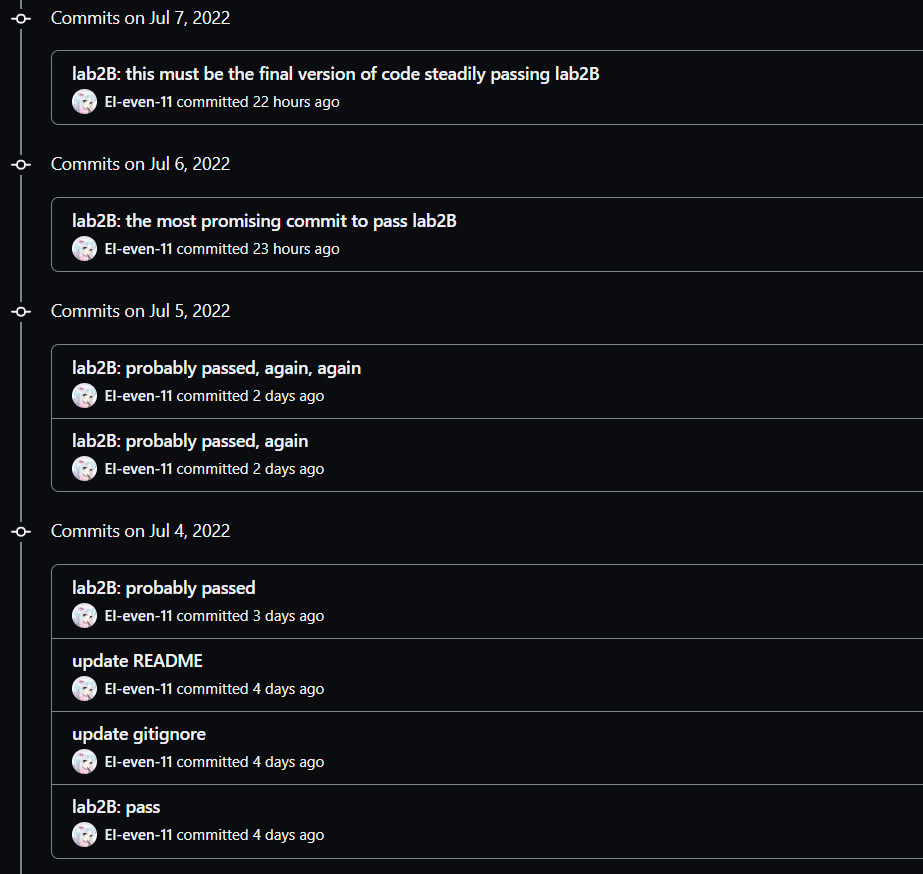 Commits on Jul 7, 2022
lab2B: this must be the final version of code steadily passing lab2B
El-even-11 committed 22 hours ago
Commits on Jul 6, 2022
lab2B: the most promising commit to pass lab2B
El-even-11 committed 23 hours ago
Commits on Jul 5, 2022
lab2B: probably passed, again, again
El-even-11 committed 2 days ago
lab2B: probably passed, again
El-even-11 committed 2 days ago
Commits on Jul 4, 2022
lab2B: probably passed
El-even-11 committed 3 days ago
update README
El-even-11 committed 4 days ago
update gitignore
El-even-11 committed 4 days ago
lab2B: pass
El-even-11 committed 4 days ago